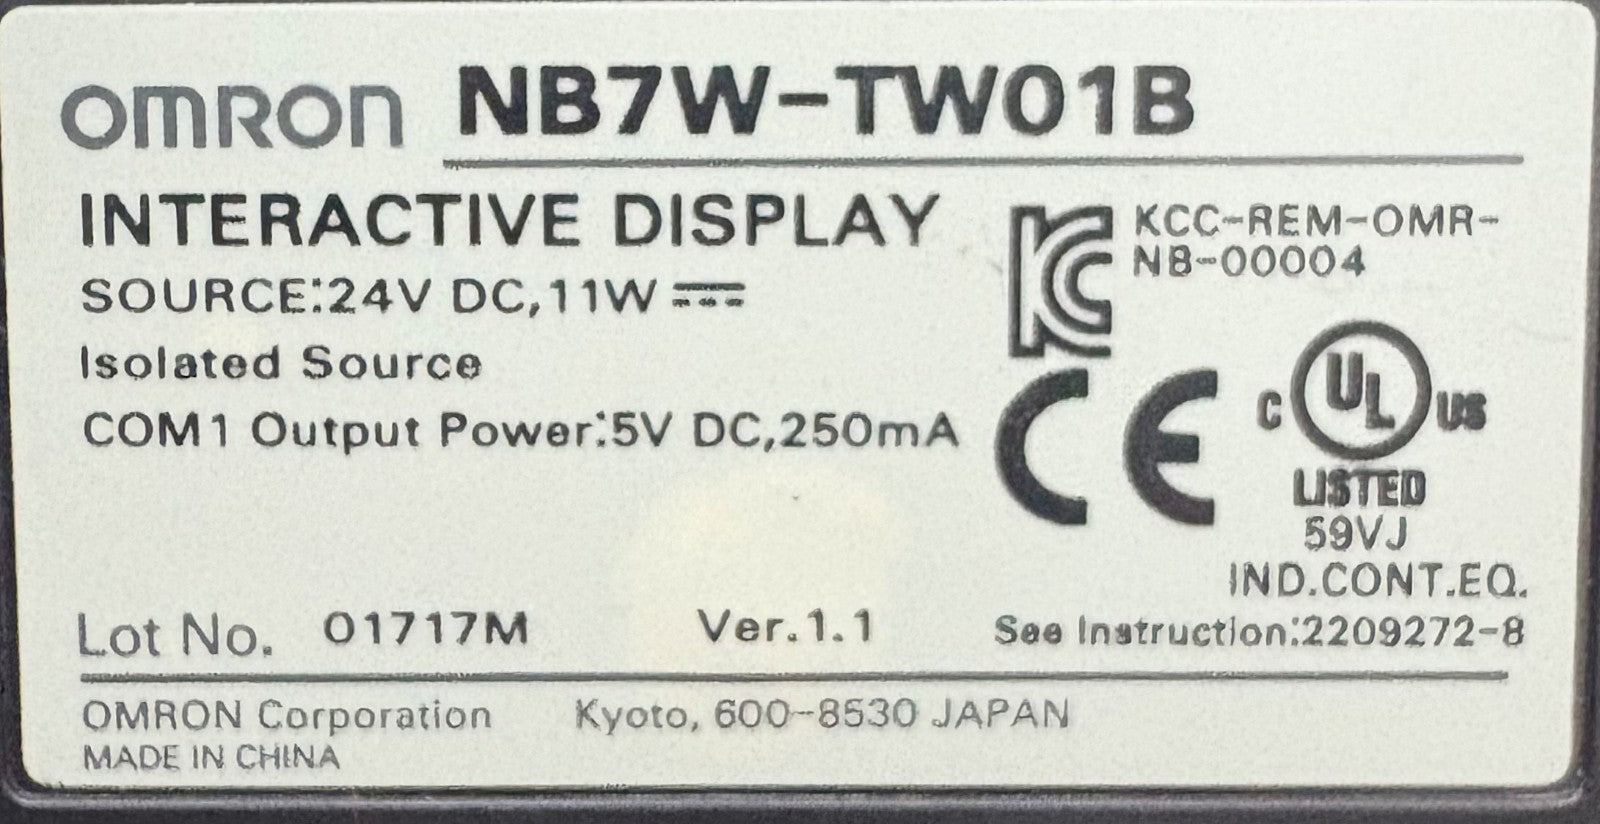 OMRON NB7W-TW01B
INTERACTIVE DISPLAY
SOURCE:24V DC,11W
Isolated Source
COM1 Output Power:5V DC,250mA
KCC-REM-OMR-
NB-00004
CE
C UL US
LISTED
59VJ
IND.CONT.EQ.
Lot No. 01717M Ver.1.1 See Instruction:2209272-8
OMRON Corporation Kyoto, 600-8530 JAPAN
MADE IN CHINA